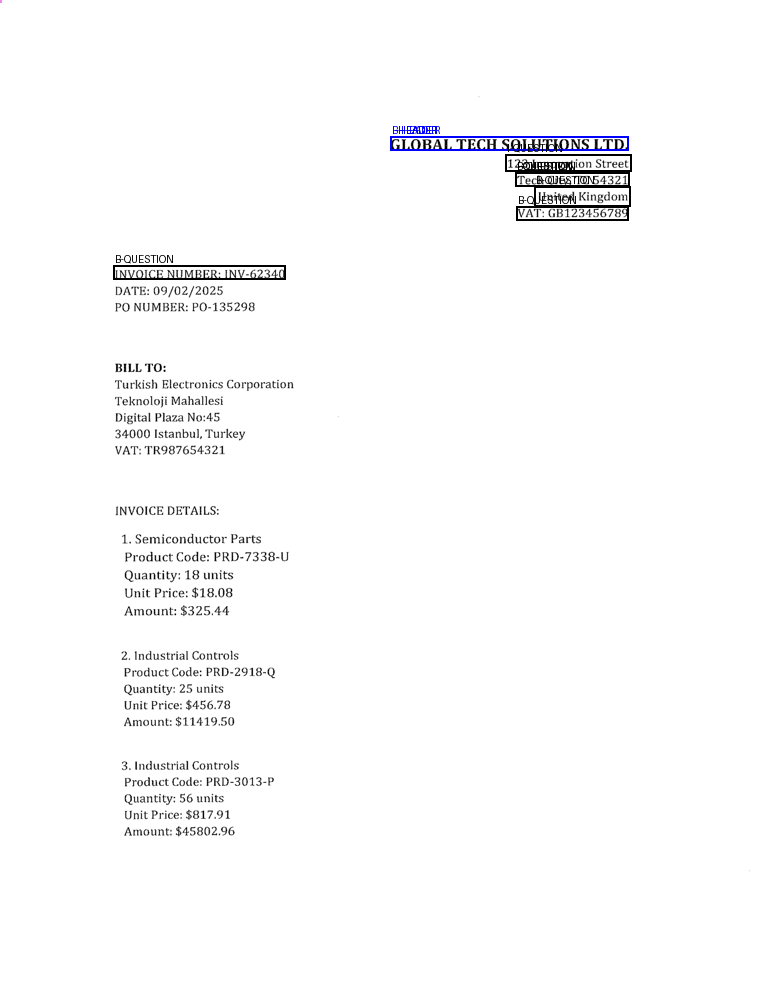 GLOBAL TECH SOLUTIONS LTD.
I-QUESTION
123 Street
B-QUESTION
54321
B-QUESTION
United Kingdom
VAT: GB123456789
B-QUESTION
INVOICE NUMBER: INV-62340
DATE: 09/02/2025
PO NUMBER: PO-135298
BILL TO:
Turkish Electronics Corporation
Teknoloji Mahallesi
Digital Plaza No:45
34000 Istanbul, Turkey
VAT: TR987654321
INVOICE DETAILS:
1. Semiconductor Parts
Product Code: PRD-7338-U
Quantity: 18 units
Unit Price: $18.08
Amount: $325.44
2. Industrial Controls
Product Code: PRD-2918-Q
Quantity: 25 units
Unit Price: $456.78
Amount: $11419.50
3. Industrial Controls
Product Code: PRD-3013-P
Quantity: 56 units
Unit Price: $817.91
Amount: $45802.96